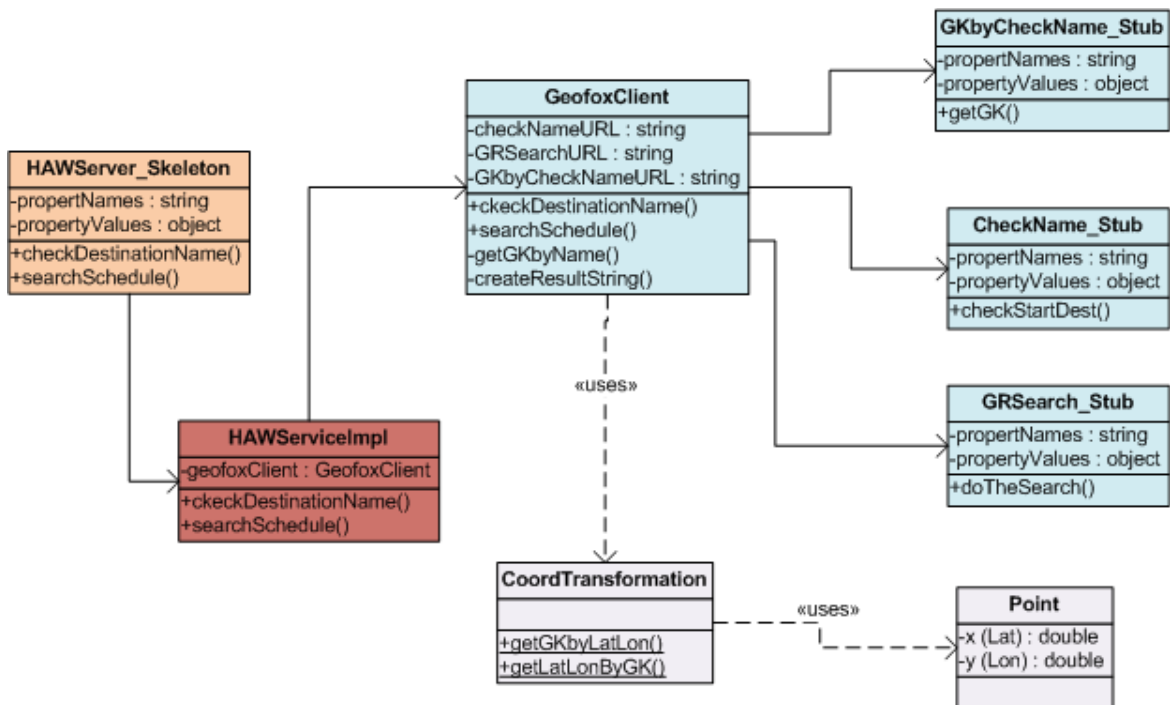 HAWServer_Skeleton
-propertNames : string
-propertyValues : object
+checkDestinationName()
+searchSchedule()
HAWServiceImpl
-geofoxClient : GeofoxClient
+ckeckDestinationName()
+searchSchedule()
GeofoxClient
-checkNameURL : string
-GRSearchURL : string
-GKbyCheckNameURL : string
+ckeckDestinationName()
+searchSchedule()
-getGKbyName()
-createResultString()
«uses»
CoordTransformation
+getGKbyLatLon()
+getLatLonByGK()
«uses»
Point
-x (Lat) : double
-y (Lon) : double
GKbyCheckName_Stub
-propertNames : string
-propertyValues : object
+getGK()
CheckName_Stub
-propertNames : string
-propertyValues : object
+checkStartDest()
GRSearch_Stub
-propertNames : string
-propertyValues : object
+doTheSearch()